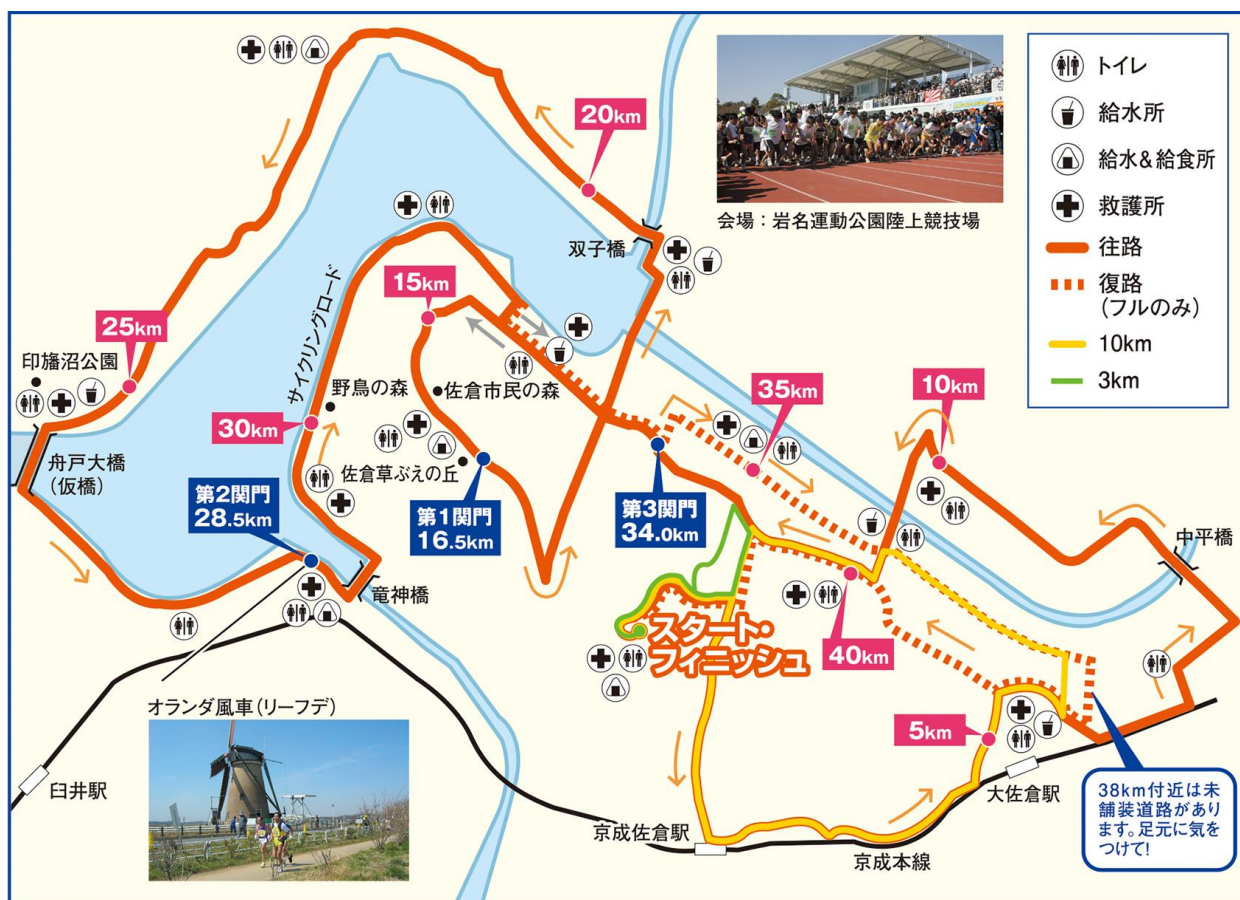 トイレ
給水所
給水&給食所
救護所
往路
復路
(フルのみ)
10km
3km
会場：岩名運動公園陸上競技場
20km
双子橋
15km
25km
印旛沼公園
サイクリングロード
野鳥の森
佐倉市民の森
35km
10km
30km
舟戸大橋
(仮橋)
佐倉草ぶえの丘
第2関門
28.5km
第1関門
16.5km
第3関門
34.0km
中平橋
竜神橋
スタート・
フィニッシュ
40km
オランダ風車(リーフデ)
5km
臼井駅
大佐倉駅
京成佐倉駅
京成本線
38km付近は未
舗装道路があり
ます。足元に気を
つけて!